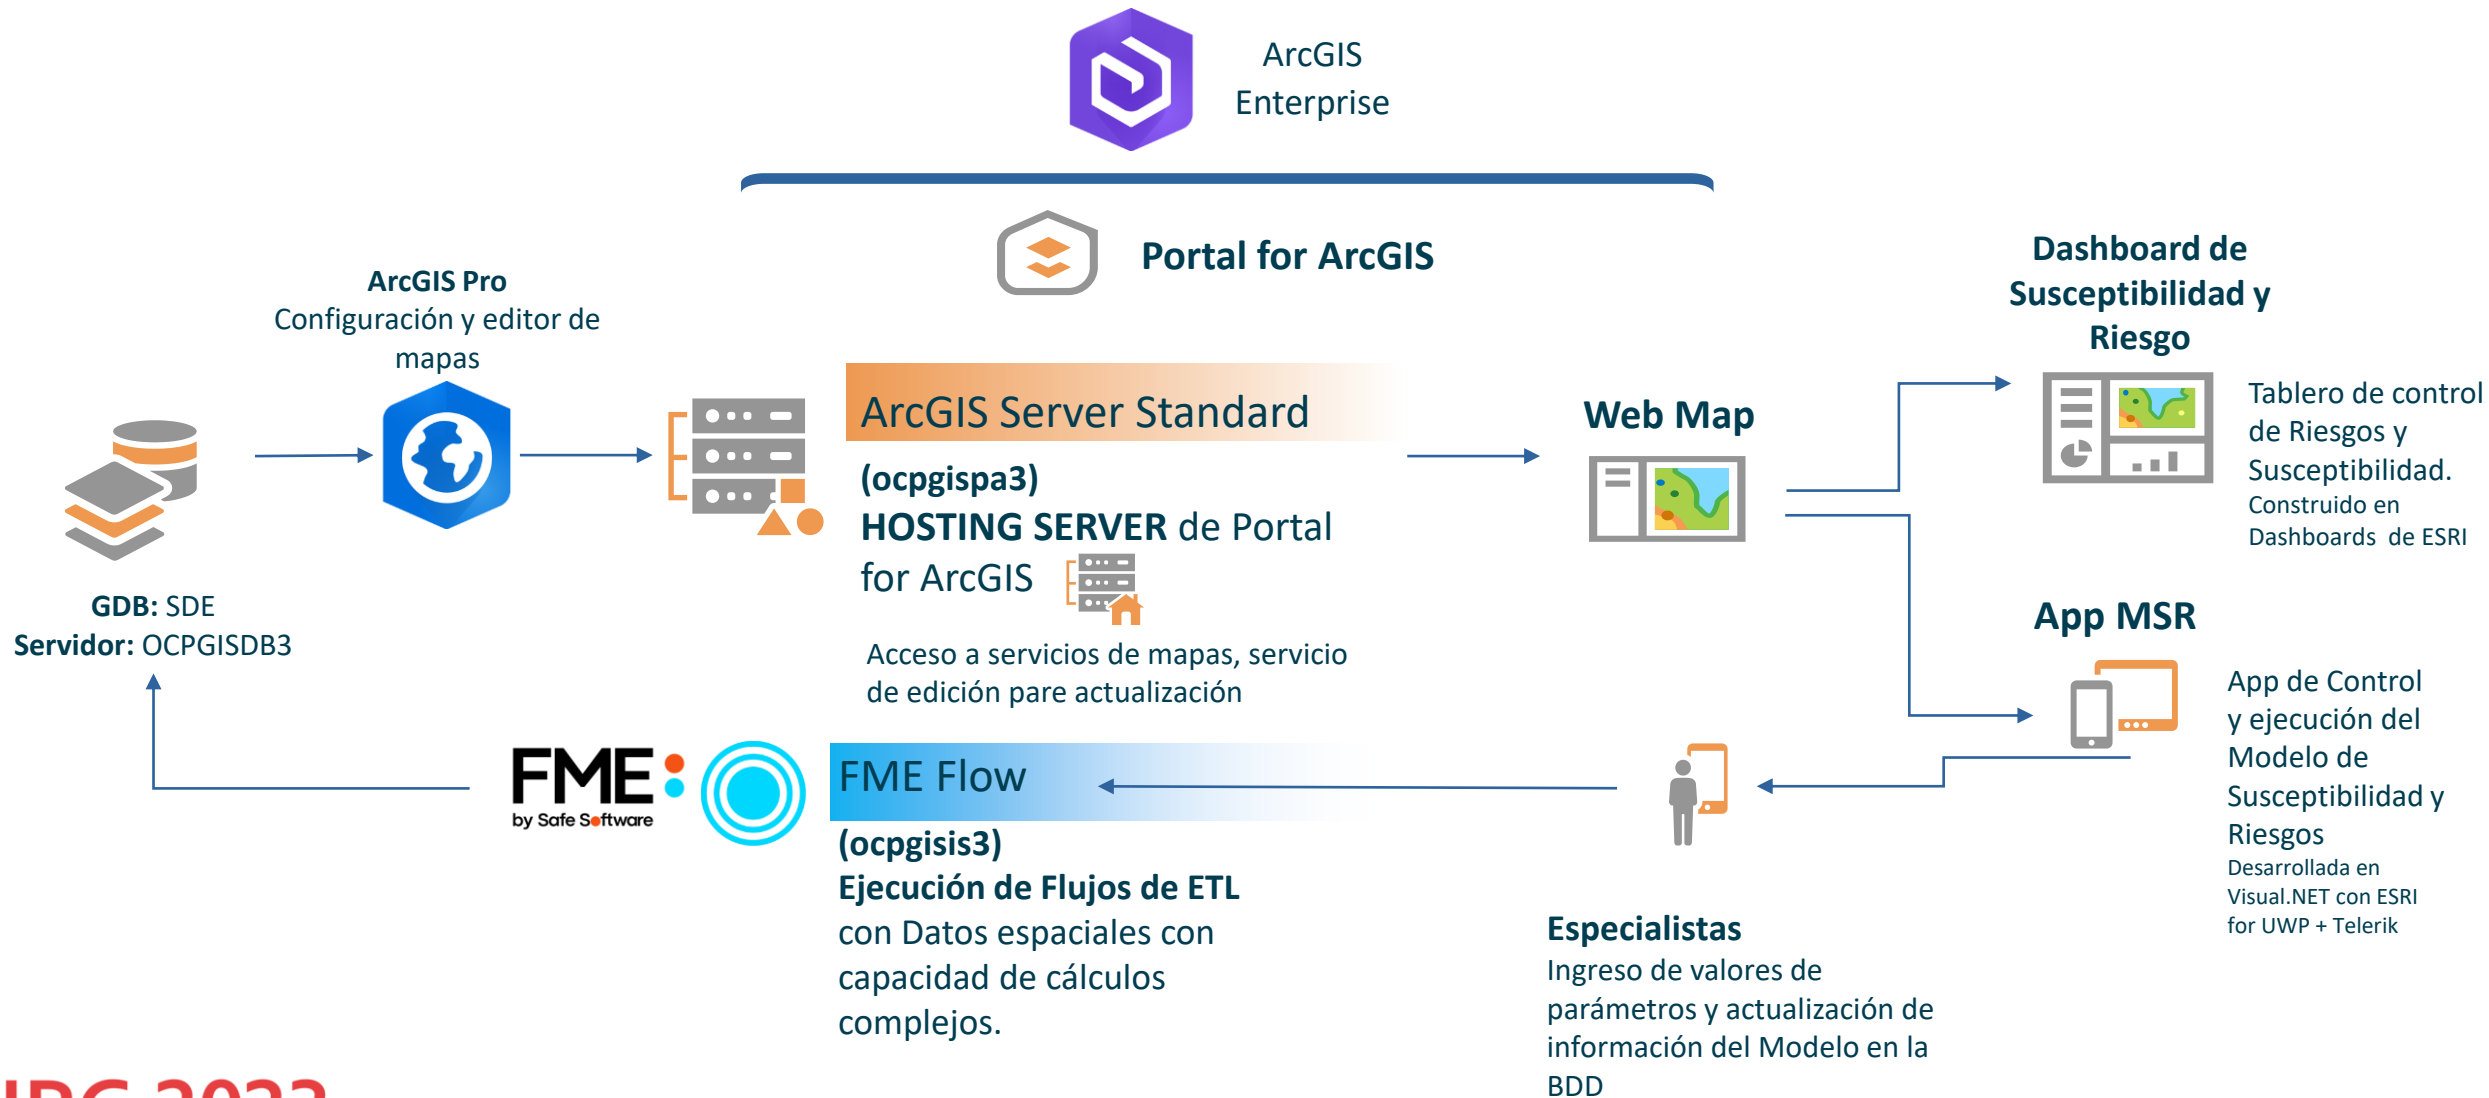 ArcGIS
Enterprise
Portal for ArcGIS
ArcGIS Pro
Configuración y editor de
mapas
GDB: SDE
Servidor: OCPGISDB3
ArcGIS Server Standard
(ocpgispa3)
HOSTING SERVER de Portal
for ArcGIS
Acceso a servicios de mapas, servicio
de edición pare actualización
Web Map
Dashboard de
Susceptibilidad y
Riesgo
Tablero de control
de Riesgos y
Susceptibilidad.
Construido en
Dashboards de ESRI
App MSR
App de Control
y ejecución del
Modelo de
Susceptibilidad y
Riesgos
Desarrollada en
Visual.NET con ESRI
for UWP + Telerik
FME
by Safe Software
FME Flow
(ocpgisis3)
Ejecución de Flujos de ETL
con Datos espaciales con
capacidad de cálculos
complejos.
Especialistas
Ingreso de valores de
parámetros y actualización de
información del Modelo en la
BDD